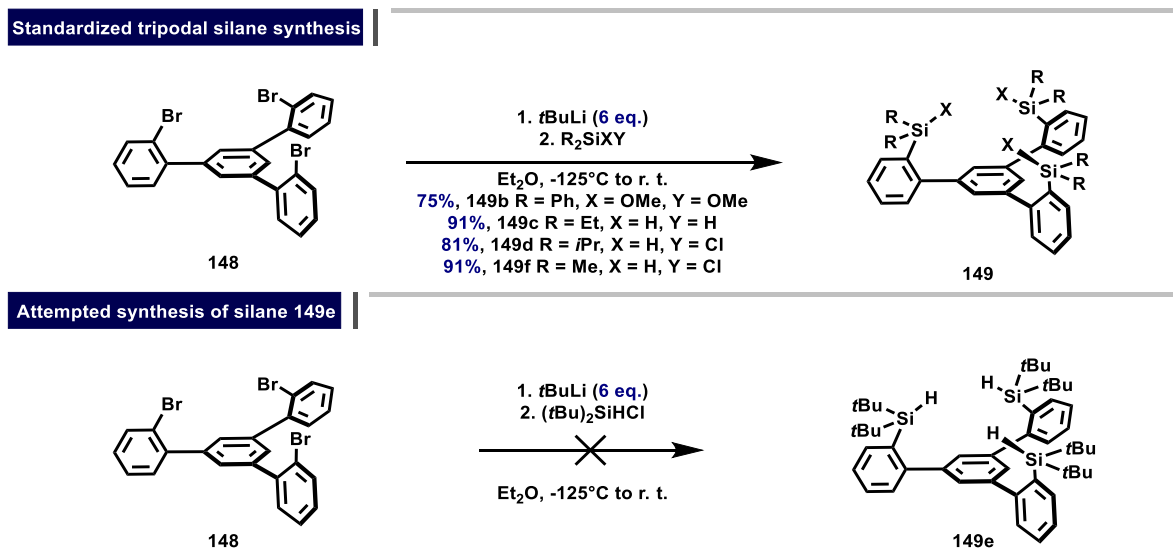 Standardized tripodal silane synthesis
Br
Br
Br
148
1. tBuLi (6 eq.)
2. R₂SiXY
Et₂O, -125°C to r. t.
75%, 149b R = Ph, X = OMe, Y = OMe
91%, 149c R = Et, X = H, Y = H
81%, 149d R = iPr, X = H, Y = Cl
91%, 149f R = Me, X = H, Y = Cl
R
X
Si
R
R
X
Si
R
X
Si
R
R
149
Attempted synthesis of silane 149e
Br
Br
Br
148
1. tBuLi (6 eq.)
2. (tBu)₂SiHCl
Et₂O, -125°C to r. t.
tBu
H
Si
tBu
tBu
H
Si
tBu
H
Si
tBu
tBu
149e